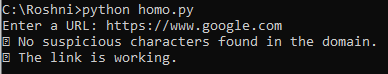 C:\Roshni>python homo.py
Enter a URL: https://www.google.com
⍰ No suspicious characters found in the domain.
⍰ The link is working.